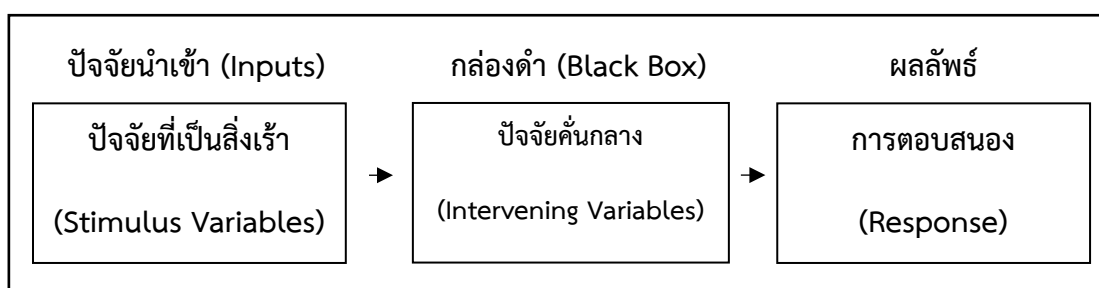 ปัจจัยนำเข้า (Inputs)
กล่องดำ (Black Box)
ผลลัพธ์
ปัจจัยที่เป็นสิ่งเร้า
(Stimulus Variables)
ปัจจัยคั่นกลาง
(Intervening Variables)
การตอบสนอง
(Response)